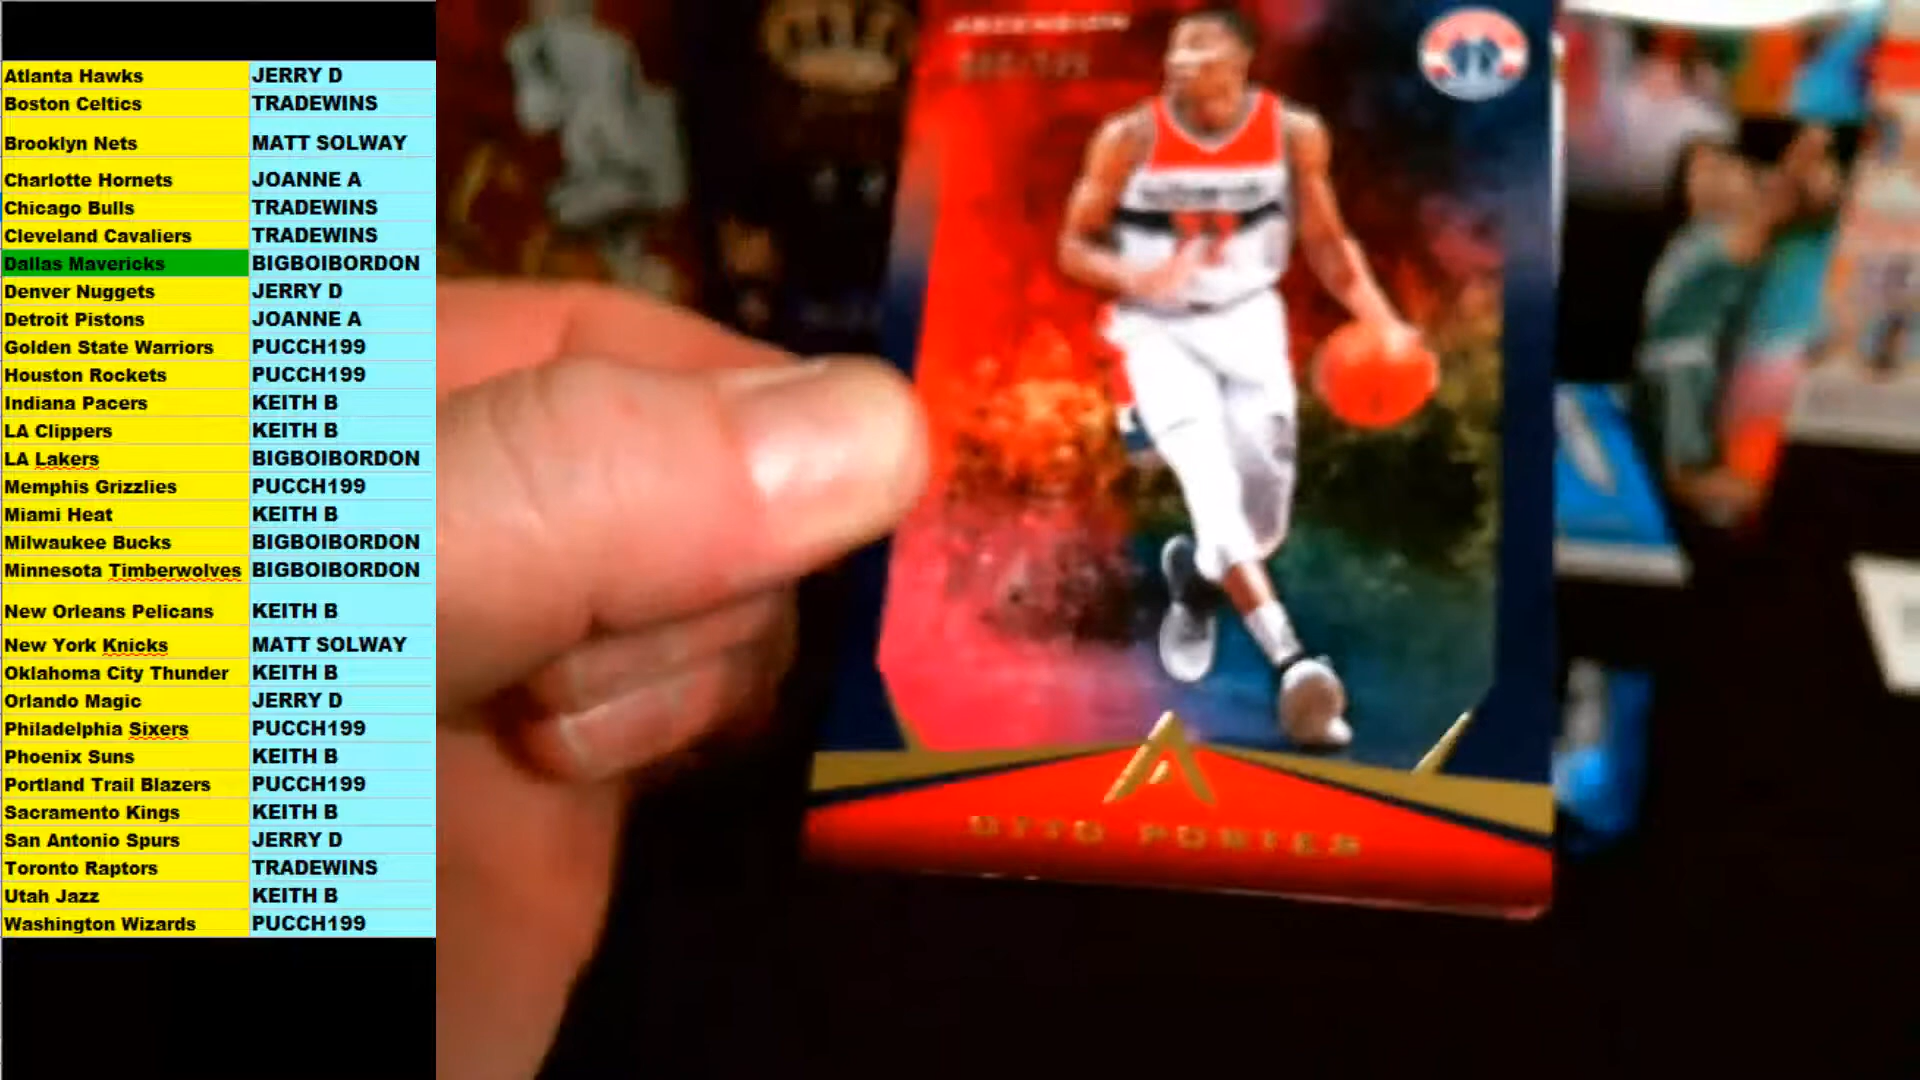 Atlanta Hawks JERRY D
Boston Celtics TRADEWINS
Brooklyn Nets MATT SOLWAY
Charlotte Hornets JOANNE A
Chicago Bulls TRADEWINS
Cleveland Cavaliers TRADEWINS
Dallas Mavericks BIGBOIBORDON
Denver Nuggets JERRY D
Detroit Pistons JOANNE A
Golden State Warriors PUCCH199
Houston Rockets PUCCH199
Indiana Pacers KEITH B
LA Clippers KEITH B
LA Lakers BIGBOIBORDON
Memphis Grizzlies PUCCH199
Miami Heat KEITH B
Milwaukee Bucks BIGBOIBORDON
Minnesota Timberwolves BIGBOIBORDON
New Orleans Pelicans KEITH B
New York Knicks MATT SOLWAY
Oklahoma City Thunder KEITH B
Orlando Magic JERRY D
Philadelphia Sixers PUCCH199
Phoenix Suns KEITH B
Portland Trail Blazers PUCCH199
Sacramento Kings KEITH B
San Antonio Spurs JERRY D
Toronto Raptors TRADEWINS
Utah Jazz KEITH B
Washington Wizards PUCCH199
ASCENSION
OTTO PORTER